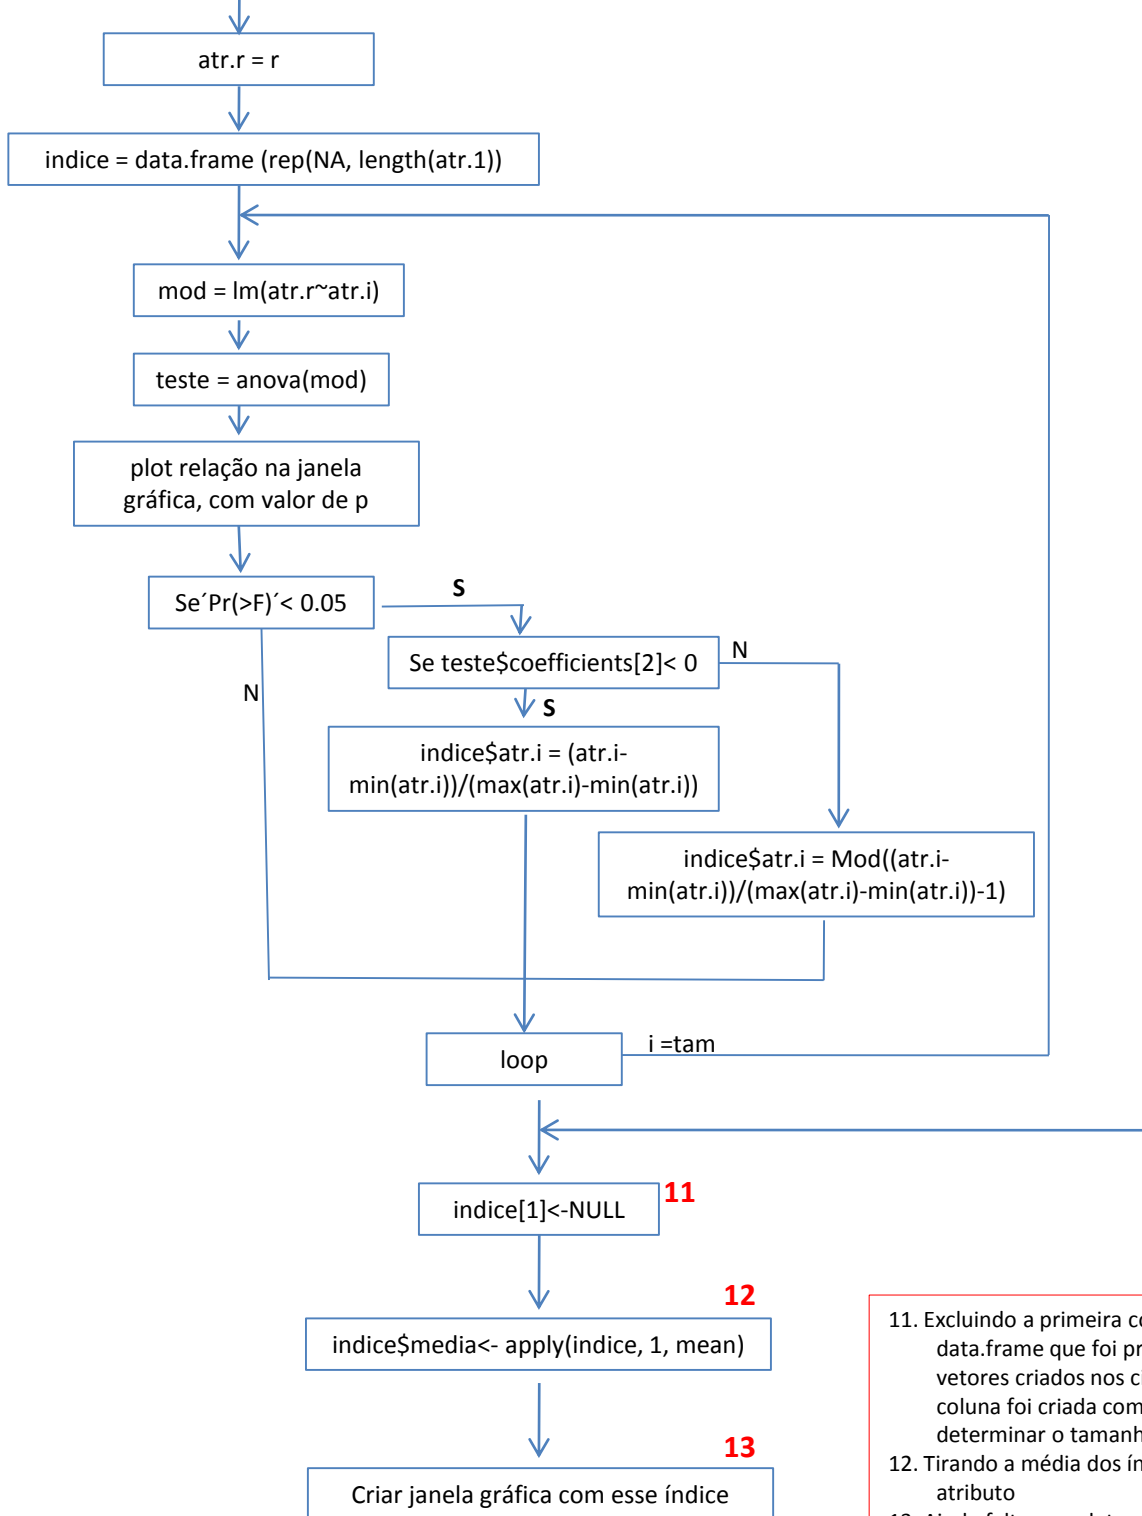 atr.r = r
indice = data.frame (rep(NA, length(atr.1))
mod = lm(atr.r~atr.i)
teste = anova(mod)
plot relação na janela
gráfica, com valor de p
Se´Pr(>F)´< 0.05
S
Se teste$coefficients[2]< 0
N
N
S
indice$atr.i = (atr.i-
min(atr.i))/(max(atr.i)-min(atr.i))
indice$atr.i = Mod((atr.i-
min(atr.i))/(max(atr.i)-min(atr.i))-1)
loop
i =tam
indice[1]<-NULL
11
12
indice$media<- apply(indice, 1, mean)
13
Criar janela gráfica com esse índice
11. Excluindo a primeira
data.frame que foi
vetores criados nos
coluna foi criada
determinar o
12. Tirando a média dos
atributo